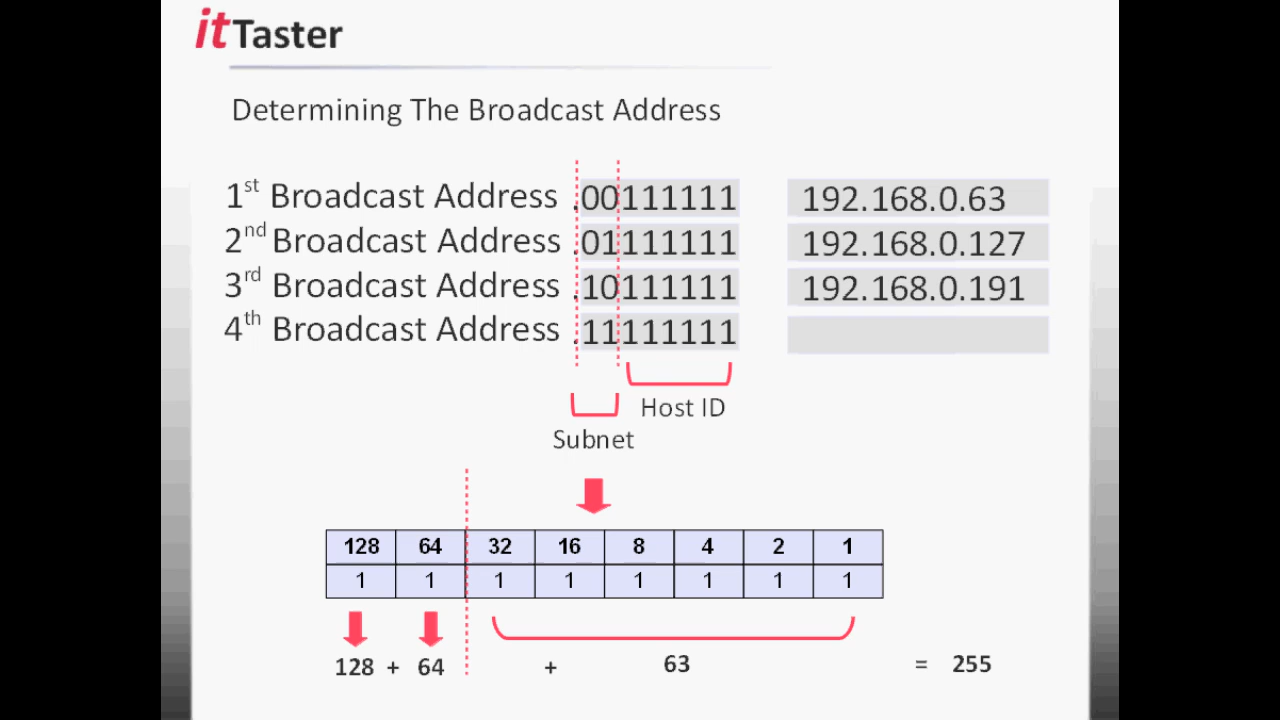 itTaster
Determining The Broadcast Address
1st Broadcast Address .00111111 192.168.0.63
2nd Broadcast Address .01111111 192.168.0.127
3rd Broadcast Address .10111111 192.168.0.191
4th Broadcast Address .11111111
Host ID
Subnet
128 64 32 16 8 4 2 1
1 1 1 1 1 1 1 1
128 + 64 + 63 = 255